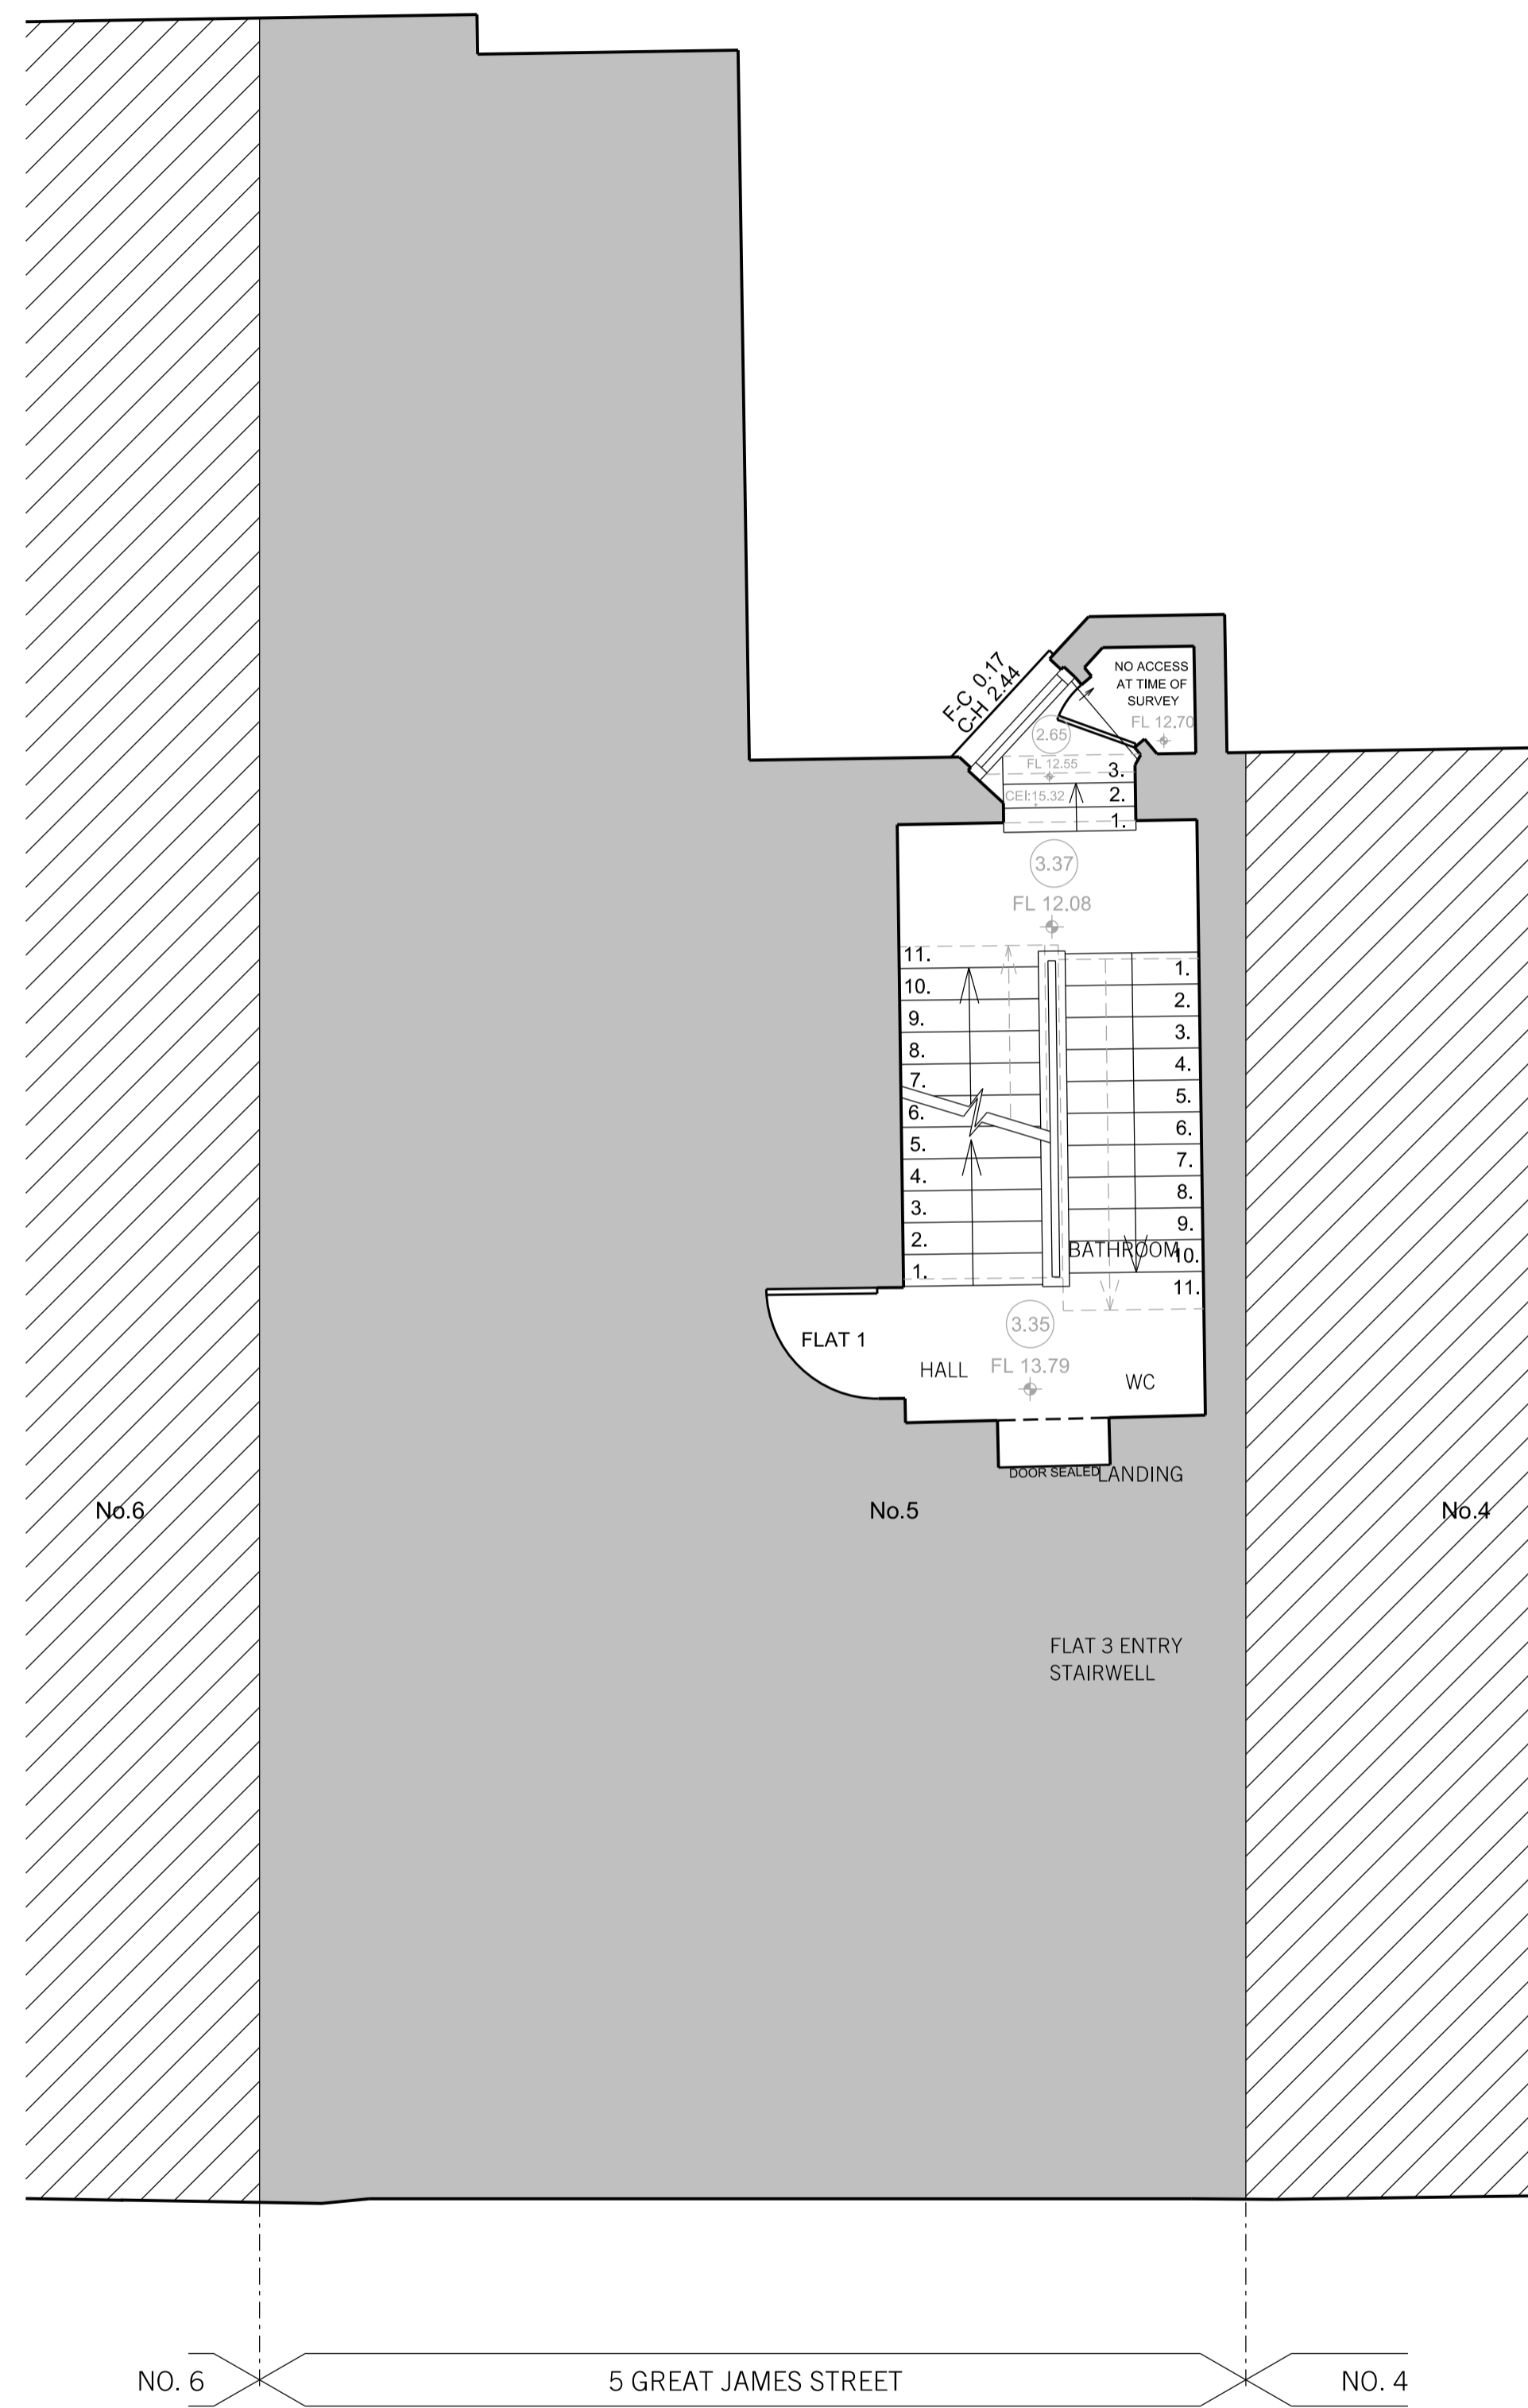 F-C 0.17
C-H 2.44
NO ACCESS
AT TIME OF
SURVEY
FL 12.70
2.65
FL 12.55
CEI:15.32
3.
2.
1.
3.37
FL 12.08
11.
10.
9.
8.
7.
6.
5.
4.
3.
2.
1.
1.
2.
3.
4.
5.
6.
7.
8.
9.
BATHROOM
10.
11.
FLAT 1
HALL
3.35
FL 13.79
WC
DOOR SEALED
LANDING
No.6
No.5
No.4
FLAT 3 ENTRY
STAIRWELL
NO. 6
5 GREAT JAMES STREET
NO. 4